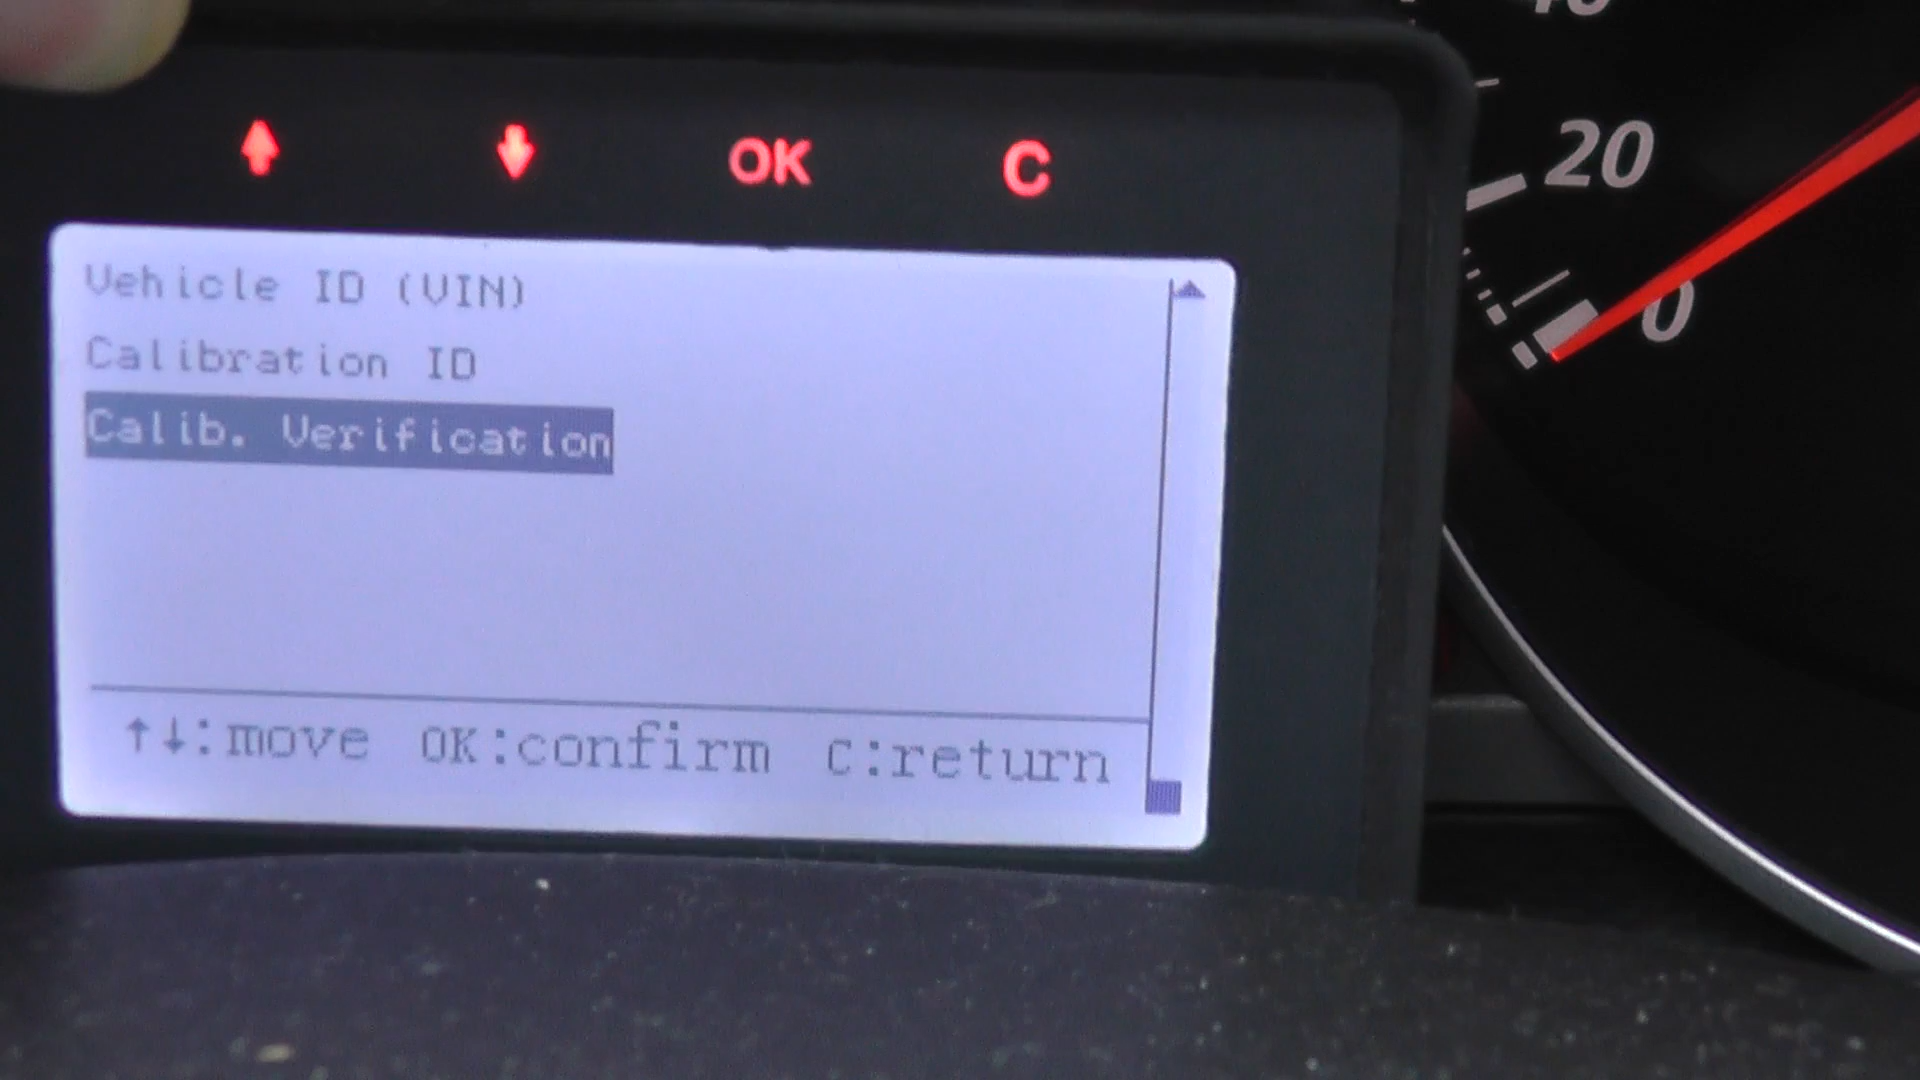 ↑ ↓ OK C
Vehicle ID (VIN)
Calibration ID
Calib. Verification
↑↓:move OK:confirm C:return
20
0